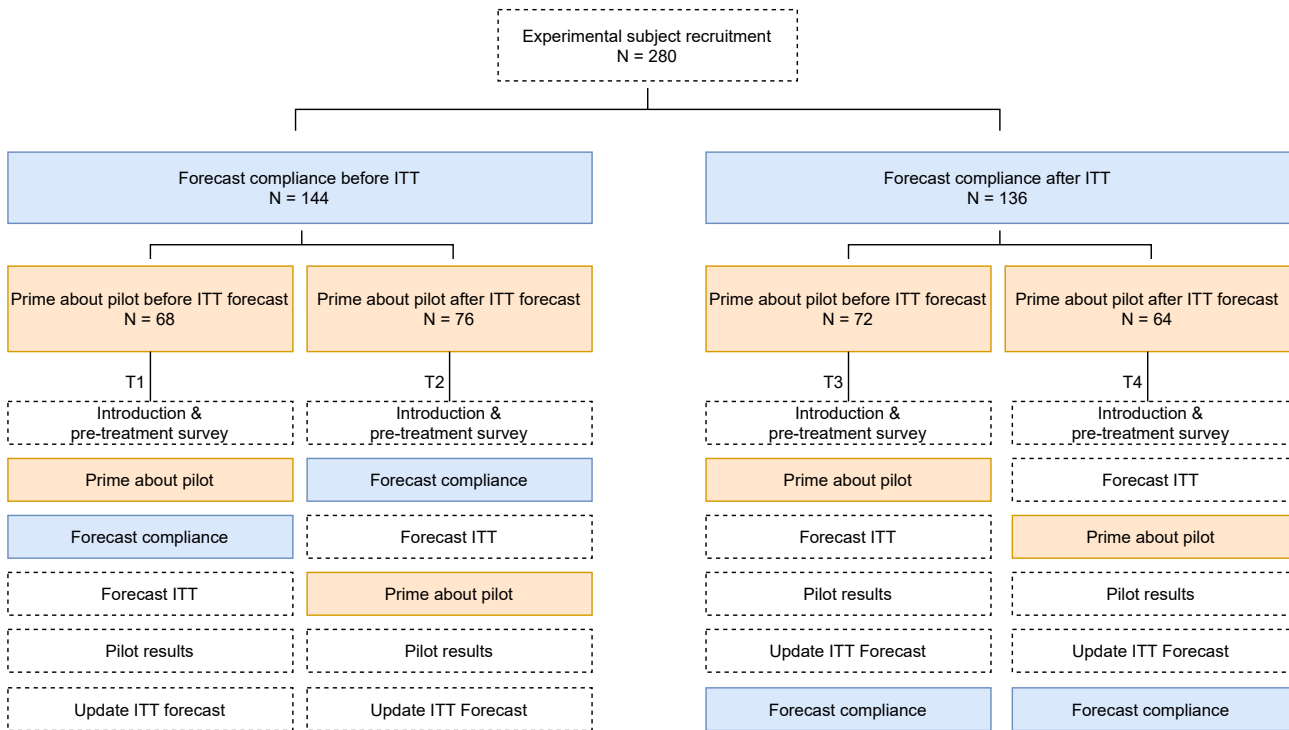 Experimental subject recruitment
N = 280
Forecast compliance before ITT
N = 144
Forecast compliance after ITT
N = 136
Prime about pilot before ITT forecast
N = 68
Prime about pilot after ITT forecast
N = 76
Prime about pilot before ITT forecast
N = 72
Prime about pilot after ITT forecast
N = 64
T1
T2
T3
T4
Introduction &
pre-treatment survey
Prime about pilot
Forecast compliance
Forecast ITT
Pilot results
Update ITT forecast
Introduction &
pre-treatment survey
Forecast compliance
Forecast ITT
Prime about pilot
Pilot results
Update ITT Forecast
Introduction &
pre-treatment survey
Prime about pilot
Forecast ITT
Pilot results
Update ITT Forecast
Forecast compliance
Introduction &
pre-treatment survey
Forecast ITT
Prime about pilot
Pilot results
Update ITT Forecast
Forecast compliance